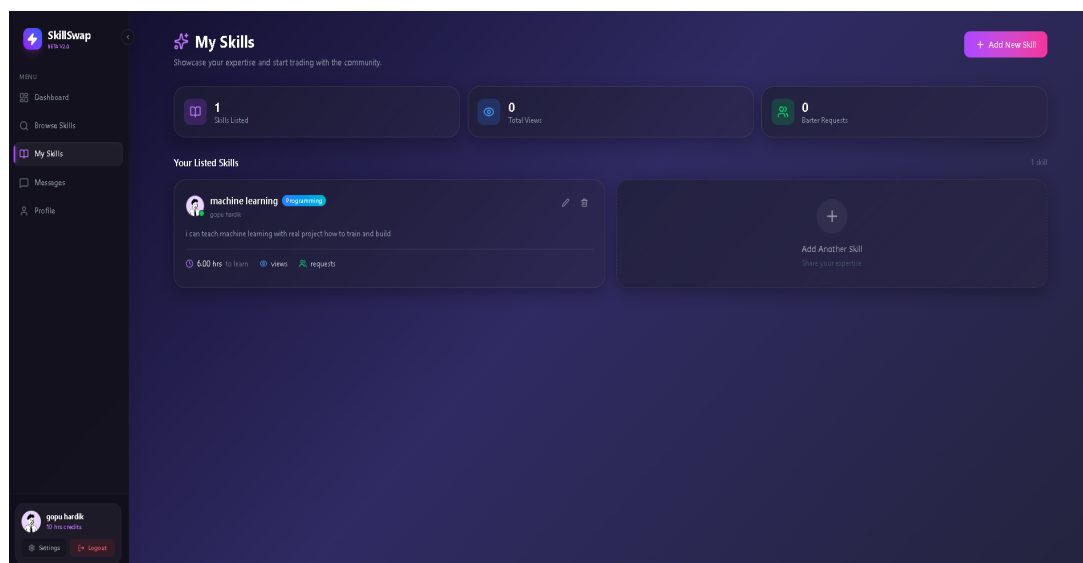 SkillSwap
BETA V2.0
MENU
Dashboard
Browse Skills
My Skills
Messages
Profile
gopu hardik
10 hrs credits
Settings
Logout
My Skills
Showcase your expertise and start trading with the community.
Add New Skill
1
Skills Listed
0
Total Views
0
Barter Requests
Your Listed Skills
1 skill
machine learning
Programming
gopu hardik
i can teach machine learning with real project how to train and build
6.00 hrs to learn
views
requests
Add Another Skill
Share your expertise